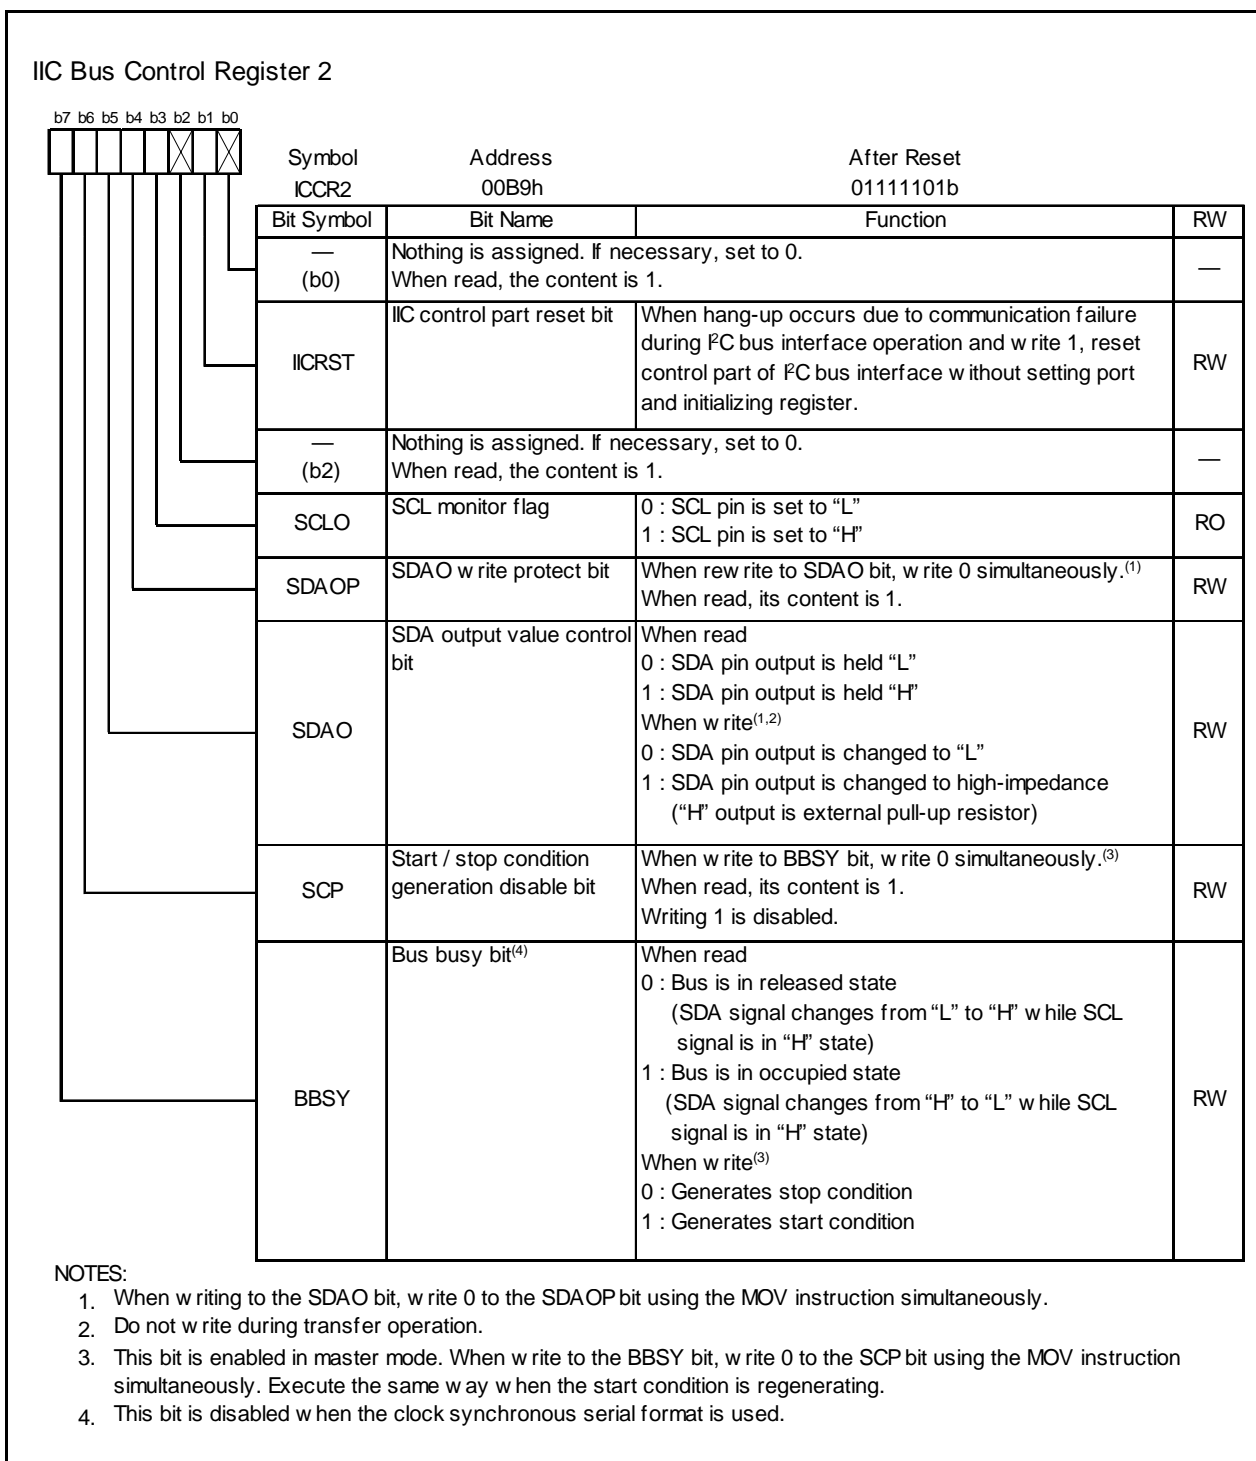 IIC Bus Control Register 2
b7 b6 b5 b4 b3 b2 b1 b0
Symbol Address After Reset
ICCR2 00B9h 01111101b
Bit Symbol Bit Name Function RW
— (b0) Nothing is assigned. If necessary, set to 0.
When read, the content is 1. —
IICRST IIC control part reset bit When hang-up occurs due to communication failure
during I²C bus interface operation and write 1, reset
control part of I²C bus interface without setting port
and initializing register. RW
— (b2) Nothing is assigned. If necessary, set to 0.
When read, the content is 1. —
SCLO SCL monitor flag 0 : SCL pin is set to “L”
1 : SCL pin is set to “H” RO
SDAOP SDAO write protect bit When rewrite to SDAO bit, write 0 simultaneously.(1)
When read, its content is 1. RW
SDAO SDA output value control When read
bit 0 : SDA pin output is held “L”
1 : SDA pin output is held “H”
When write(1,2)
0 : SDA pin output is changed to “L”
1 : SDA pin output is changed to high-impedance
(“H” output is external pull-up resistor) RW
SCP Start / stop condition When write to BBSY bit, write 0 simultaneously.(3)
generation disable bit When read, its content is 1.
Writing 1 is disabled. RW
BBSY Bus busy bit(4) When read
0 : Bus is in released state
(SDA signal changes from “L” to “H” while SCL
signal is in “H” state)
1 : Bus is in occupied state
(SDA signal changes from “H” to “L” while SCL
signal is in “H” state)
When write(3)
0 : Generates stop condition
1 : Generates start condition RW
NOTES:
1. When writing to the SDAO bit, write 0 to the SDAOP bit using the MOV instruction simultaneously.
2. Do not write during transfer operation.
3. This bit is enabled in master mode. When write to the BBSY bit, write 0 to the SCP bit using the MOV instruction
simultaneously. Execute the same way when the start condition is regenerating.
4. This bit is disabled when the clock synchronous serial format is used.